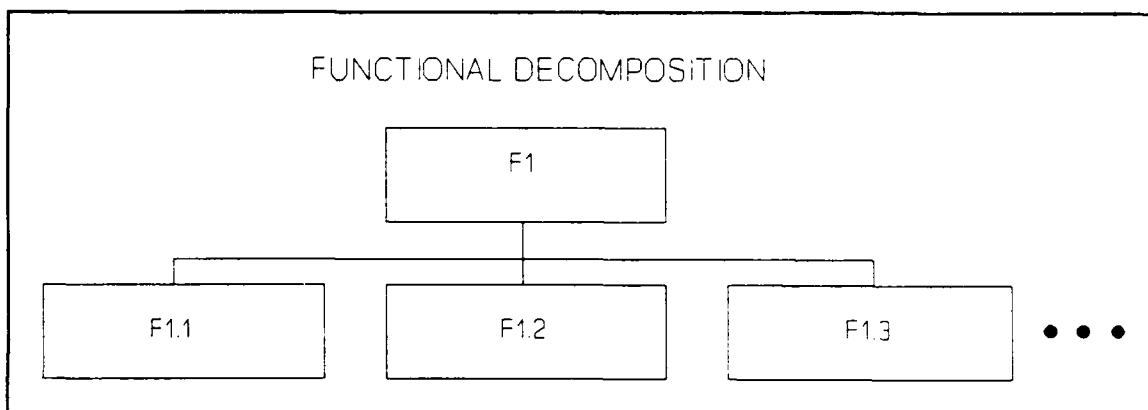 FUNCTIONAL DECOMPOSITION
F1
F1.1
F1.2
F1.3